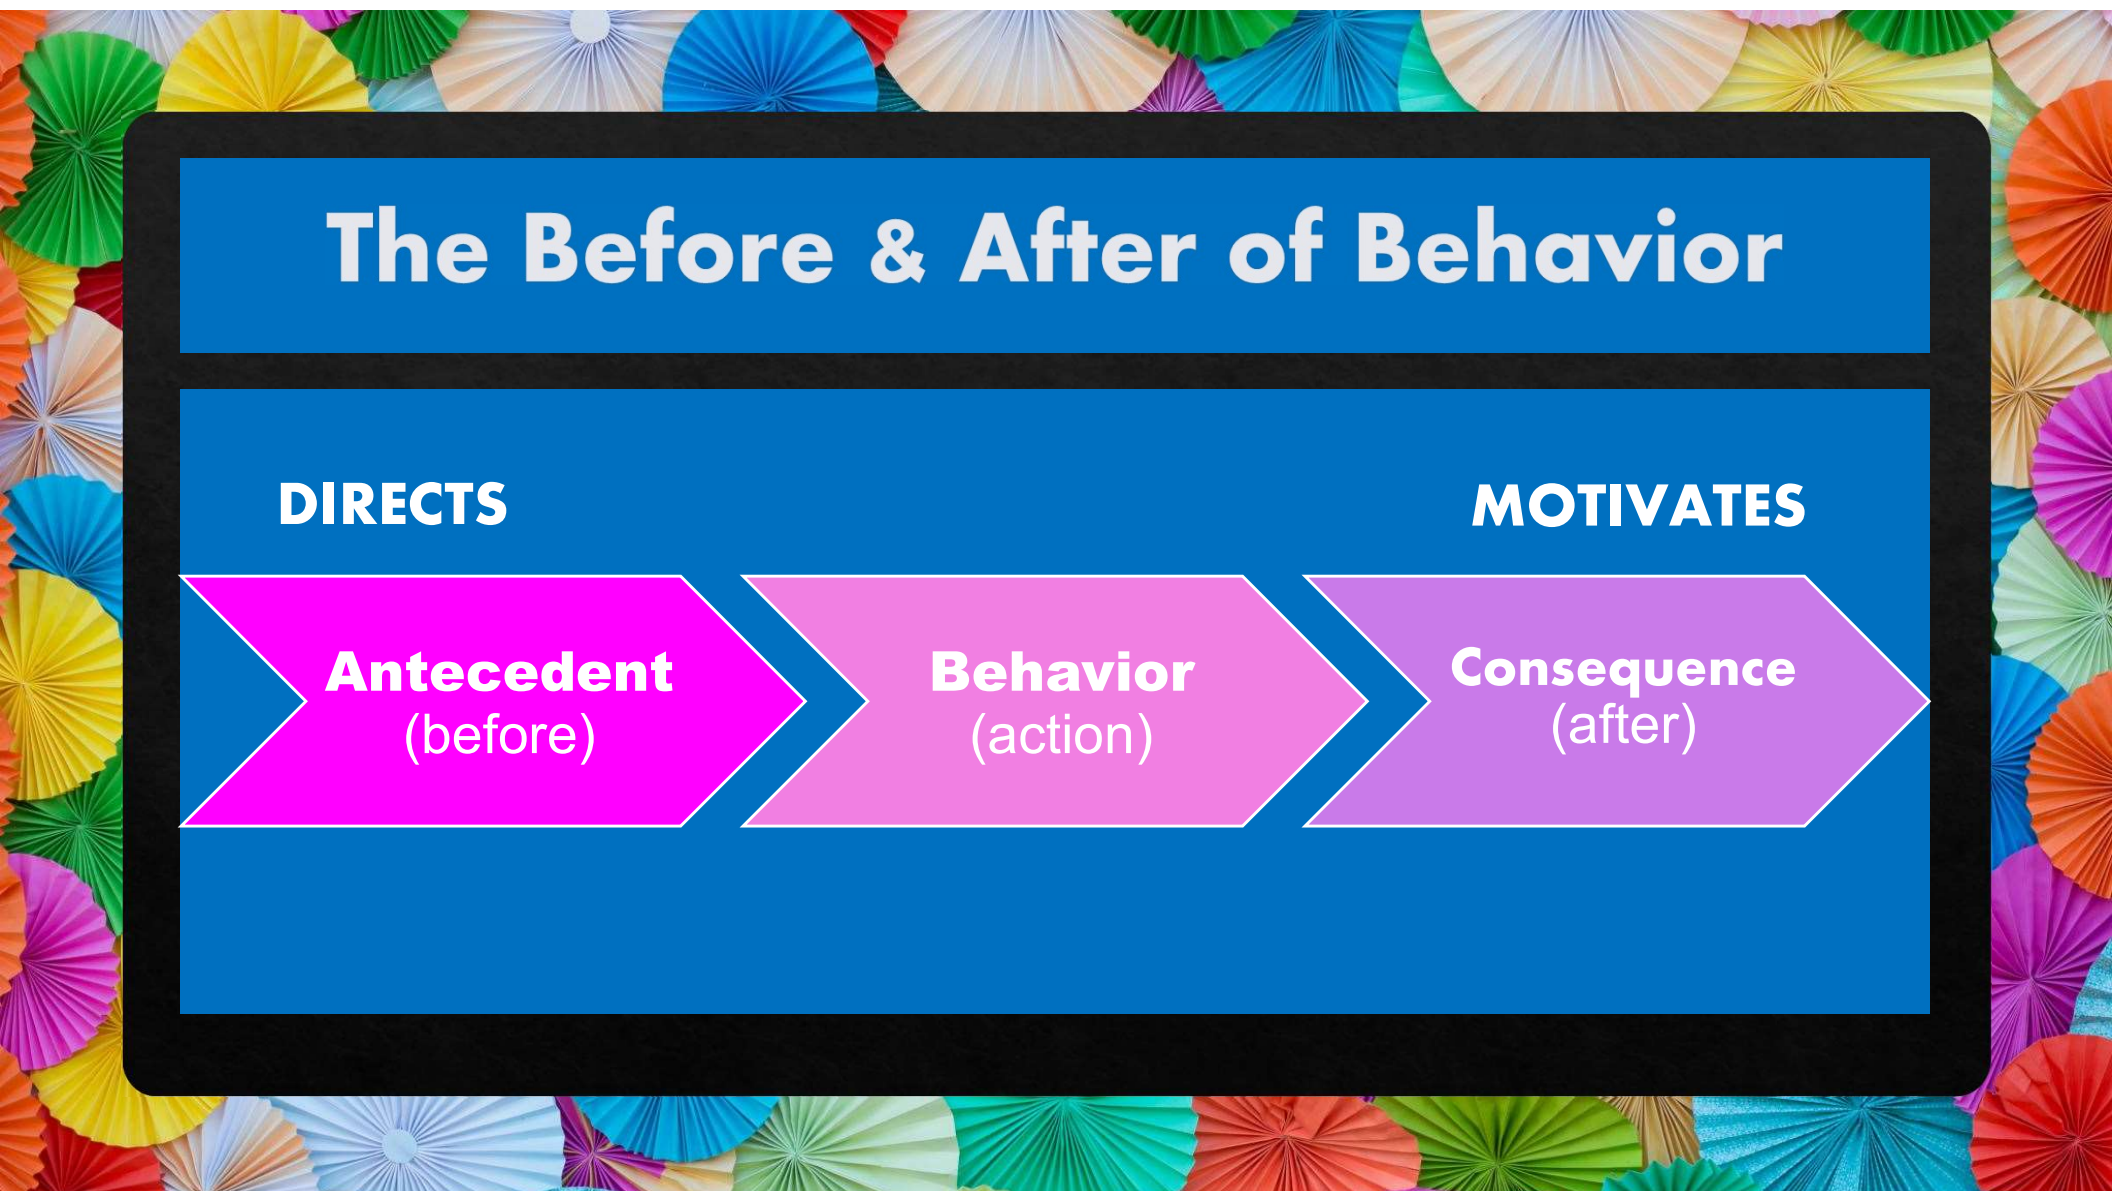 The Before & After of Behavior
DIRECTS
MOTIVATES
Antecedent
(before)
Behavior
(action)
Consequence
(after)